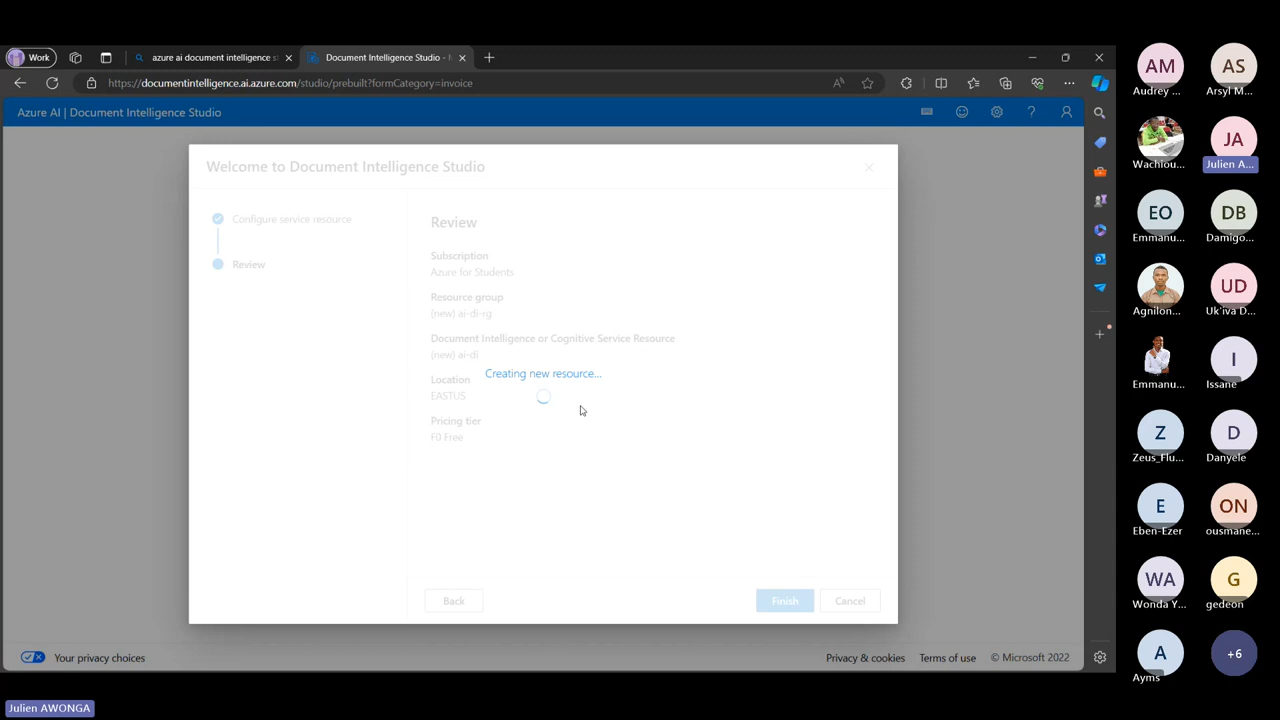 Work
azure ai document intelligence s
Document Intelligence Studio -
https://documentintelligence.ai.azure.com/studio/prebuilt?formCategory=invoice
Azure AI | Document Intelligence Studio
Welcome to Document Intelligence Studio
Configure service resource
Review
Review
Subscription
Azure for Students
Resource group
(new) ai-di-rg
Document Intelligence or Cognitive Service Resource
(new) ai-di
Creating new resource...
Location
EASTUS
Pricing tier
F0 Free
Back
Finish
Cancel
Your privacy choices
Privacy & cookies
Terms of use
© Microsoft 2022
AM
Audrey ...
AS
Arsyl M...
Wachiou...
JA
Julien A...
EO
Emmanu...
DB
Damigo...
Agnilon...
UD
Uk'iva D...
Emmanu...
I
Issane
Z
Zeus_Flu...
D
Danyele
E
Eben-Ezer
ON
ousmane...
WA
Wonda Y...
G
gedeon
A
Ayms
+6
Julien AWONGA